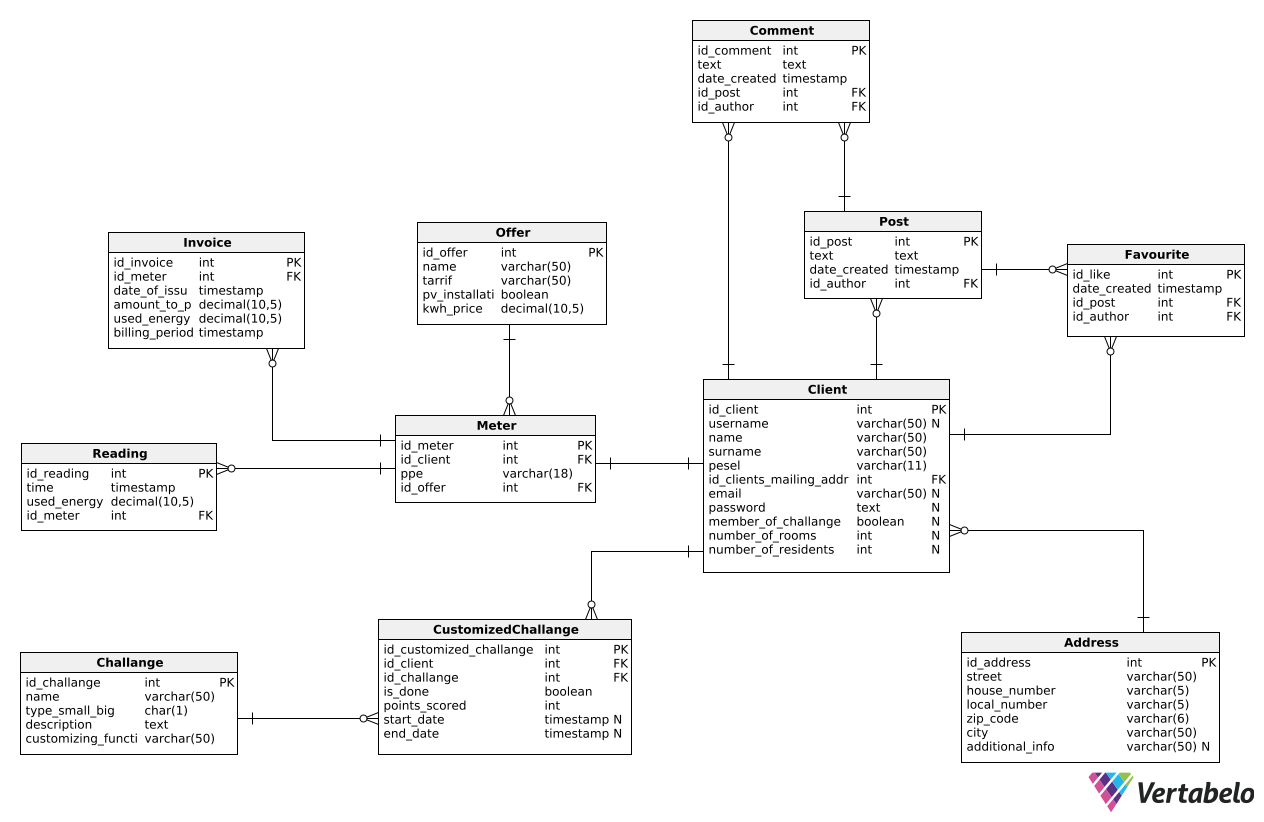 Comment
id_comment int PK
text text
date_created timestamp
id_post int FK
id_author int FK
Post
id_post int PK
text text
date_created timestamp
id_author int FK
Favourite
id_like int PK
date_created timestamp
id_post int FK
id_author int FK
Invoice
id_invoice int PK
id_meter int FK
date_of_issu timestamp
amount_to_p decimal(10,5)
used_energy decimal(10,5)
billing_period timestamp
Offer
id_offer int PK
name varchar(50)
tarrif varchar(50)
pv_installati boolean
kwh_price decimal(10,5)
Client
id_client int PK
username varchar(50) N
name varchar(50)
surname varchar(50)
pesel varchar(11)
id_clients_mailing_addr int FK
email varchar(50) N
password text N
member_of_challange boolean N
number_of_rooms int N
number_of_residents int N
Meter
id_meter int PK
id_client int FK
ppe varchar(18)
id_offer int FK
Reading
id_reading int PK
time timestamp
used_energy decimal(10,5)
id_meter int FK
CustomizedChallange
id_customized_challange int PK
id_client int FK
id_challange int FK
is_done boolean
points_scored int
start_date timestamp N
end_date timestamp N
Challange
id_challange int PK
name varchar(50)
type_small_big char(1)
description text
customizing_functi varchar(50)
Address
id_address int PK
street varchar(50)
house_number varchar(5)
local_number varchar(5)
zip_code varchar(6)
city varchar(50)
additional_info varchar(50) N
Vertabelo